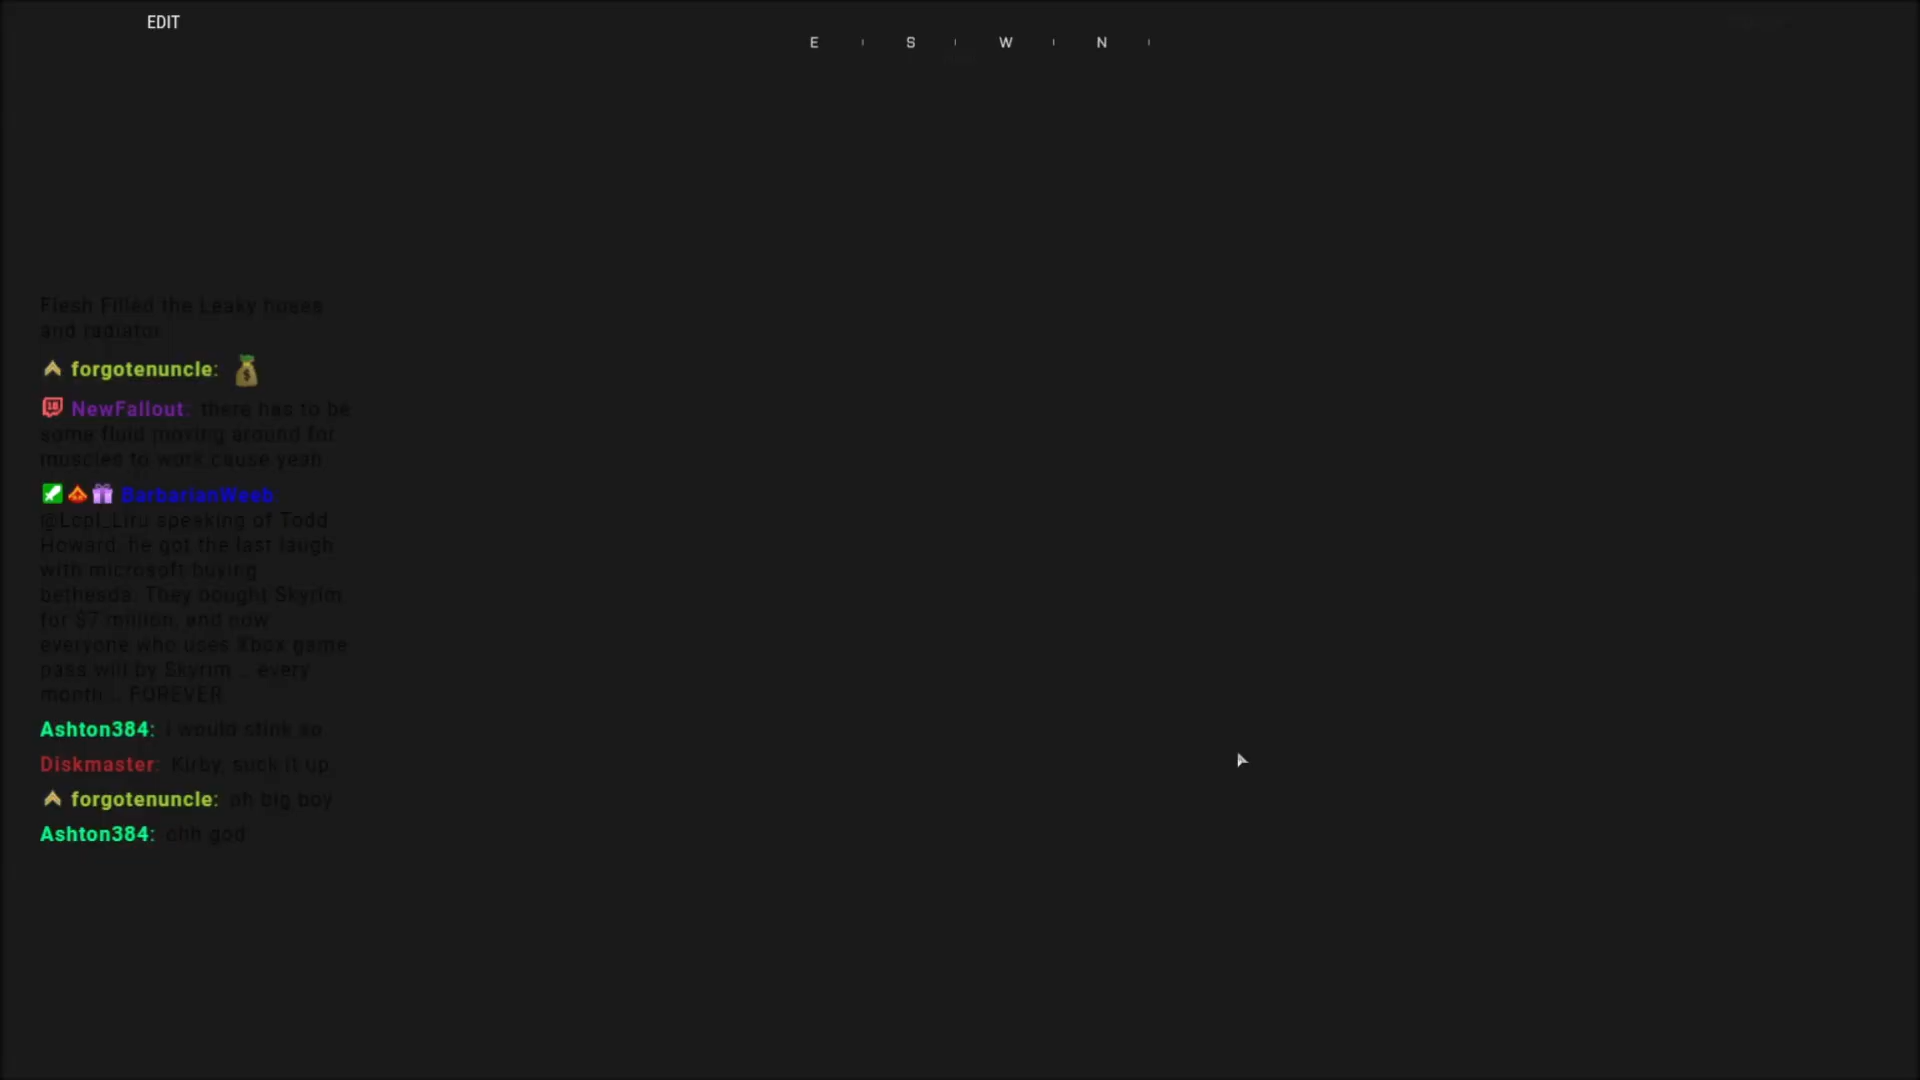 EDIT
E S W N
Flesh Filled the Leaky hoses
and radiator
forgotenuncle:
NewFallout: there has to be
some fluid moving around for
muscles to work cause yeah
BarbarianWeeb
speaking of Todd
Howard, he got the last laugh
with microsoft buying
bethesda. They bought Skyrim
for $7 million, and now
everyone who uses Xbox game
pass will by Skyrim ... every
month ... FOREVER
Ashton384: i would stink so
Diskmaster: Kirby, suck it up
forgotenuncle: oh big boy
Ashton384: ohh god